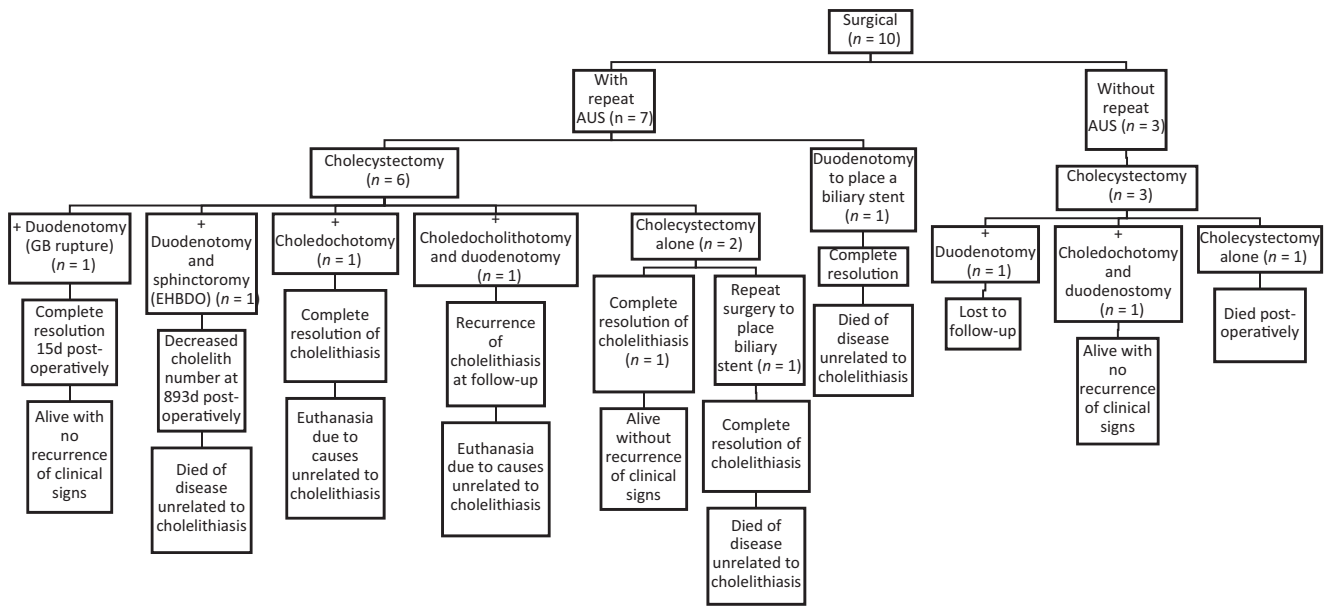 Surgical
(n = 10)
With
repeat
AUS (n = 7)
Without
repeat
AUS (n = 3)
Cholecystectomy
(n = 6)
Duodenotomy
to place a
biliary stent
(n = 1)
Cholecystectomy
(n = 3)
+ Duodenotomy
(GB rupture)
(n = 1)
+
Duodenotomy
and
sphinctoromy
(EHBDO) (n = 1)
+
Choledochotomy
(n = 1)
+
Choledocholithotomy
and duodenotomy
(n = 1)
Cholecystectomy
alone (n = 2)
Complete
resolution
+
Duodenotomy
(n = 1)
+
Choledochotomy
and
duodenostomy
(n = 1)
Cholecystectomy
alone (n = 1)
Complete
resolution
15d post-
operatively
Decreased
cholelith
number at
893d post-
operatively
Complete
resolution of
cholelithiasis
Recurrence
of
cholelithiasis
at follow-up
Complete
resolution of
cholelithiasis
(n = 1)
Repeat
surgery to
place
biliary
stent (n = 1)
Died of
disease
unrelated to
cholelithiasis
Lost to
follow-up
Alive with
no
recurrence
of clinical
signs
Died post-
operatively
Alive with
no
recurrence
of clinical
signs
Died of
disease
unrelated to
cholelithiasis
Euthanasia
due to
causes
unrelated to
cholelithiasis
Euthanasia
due to causes
unrelated to
cholelithiasis
Alive
without
recurrence
of clinical
signs
Complete
resolution of
cholelithiasis
Died of
disease
unrelated to
cholelithiasis